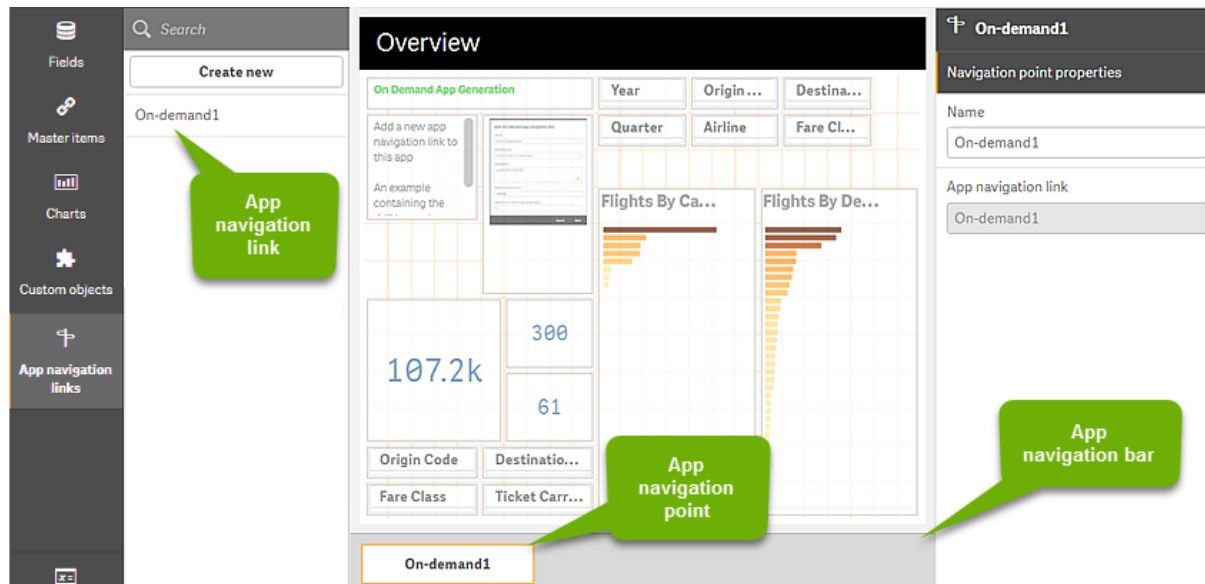 Fields
Master items
Charts
Custom objects
App navigation
links
Search
Create new
On-demand1
App
navigation
link
Overview
On Demand App Generation
Add a new app
navigation link to
this app
An example
containing the
Year
Origin ...
Destina...
Quarter
Airline
Fare Cl...
Flights By Ca...
Flights By De...
107.2k
300
61
Origin Code
Destinatio...
Fare Class
Ticket Carr...
App
navigation
point
On-demand1
App
navigation bar
On-demand1
Navigation point properties
Name
On-demand1
App navigation link
On-demand1